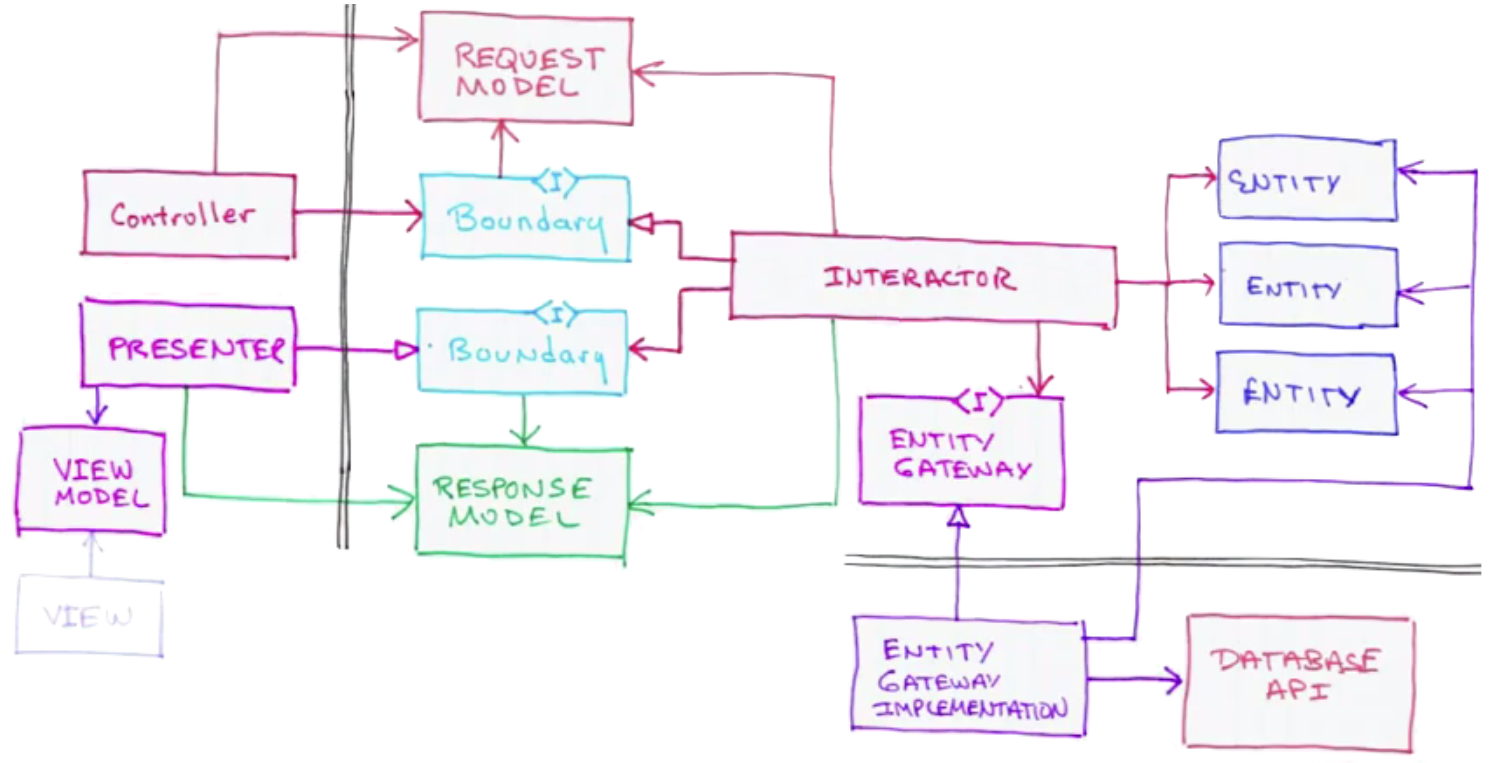 REQUEST
MODEL
Controller
<I>
Boundary
ENTITY
INTERACTOR
ENTITY
PRESENTER
<I>
Boundary
ENTITY
<I>
ENTITY
GATEWAY
VIEW
MODEL
RESPONSE
MODEL
VIEW
ENTITY
GATEWAY
IMPLEMENTATION
DATABASE
API